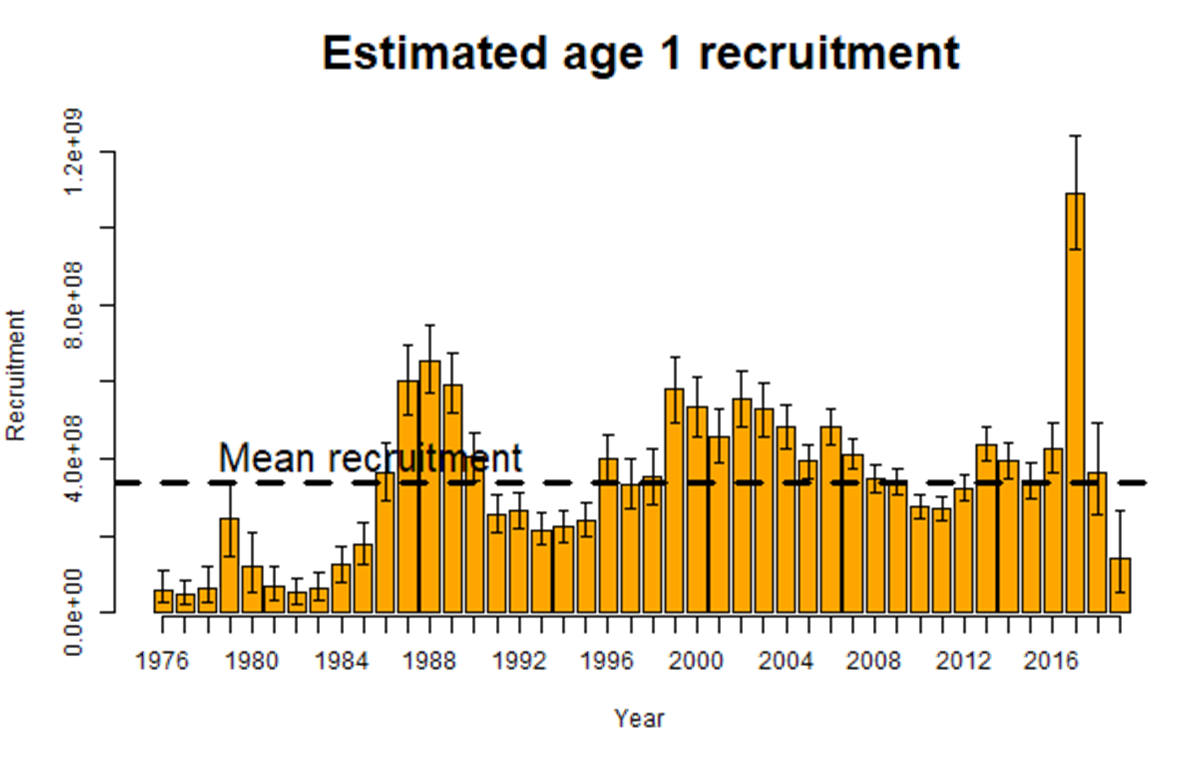 Estimated age 1 recruitment
1.2e+09
8.0e+08
4.0e+08
0.0e+00
Recruitment
Mean recruitment
1976 1980 1984 1988 1992 1996 2000 2004 2008 2012 2016
Year